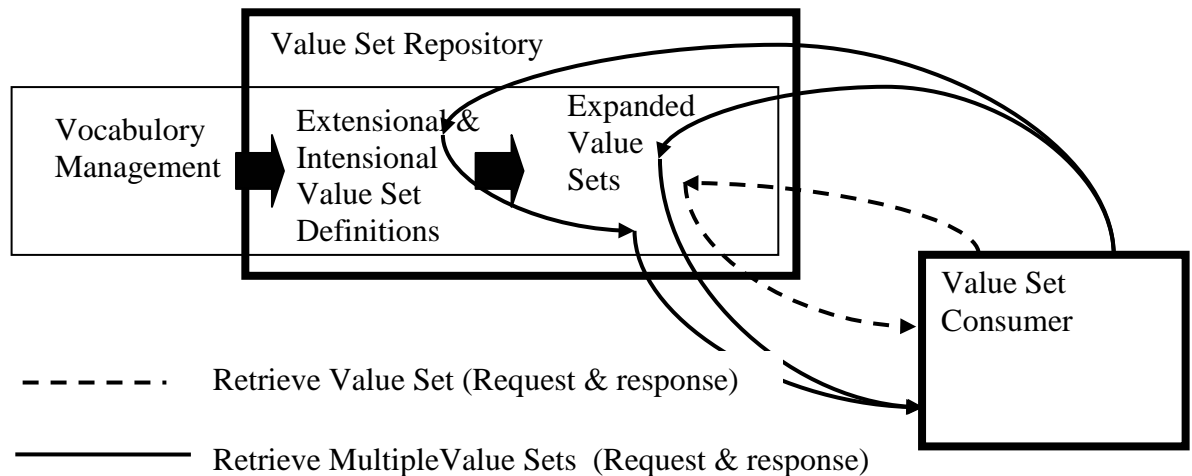 Value Set Repository
Vocabulory
Management
Extensional &
Intensional
Value Set
Definitions
Expanded
Value
Sets
Value Set
Consumer
Retrieve Value Set (Request & response)
Retrieve MultipleValue Sets (Request & response)